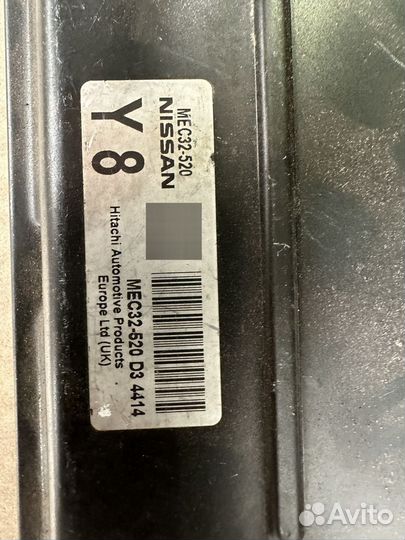 MEC32-520
NISSAN
Y 8
MEC32-520 D3 4414
Hitachi Automotive Products
Europe Ltd (UK)
Avito